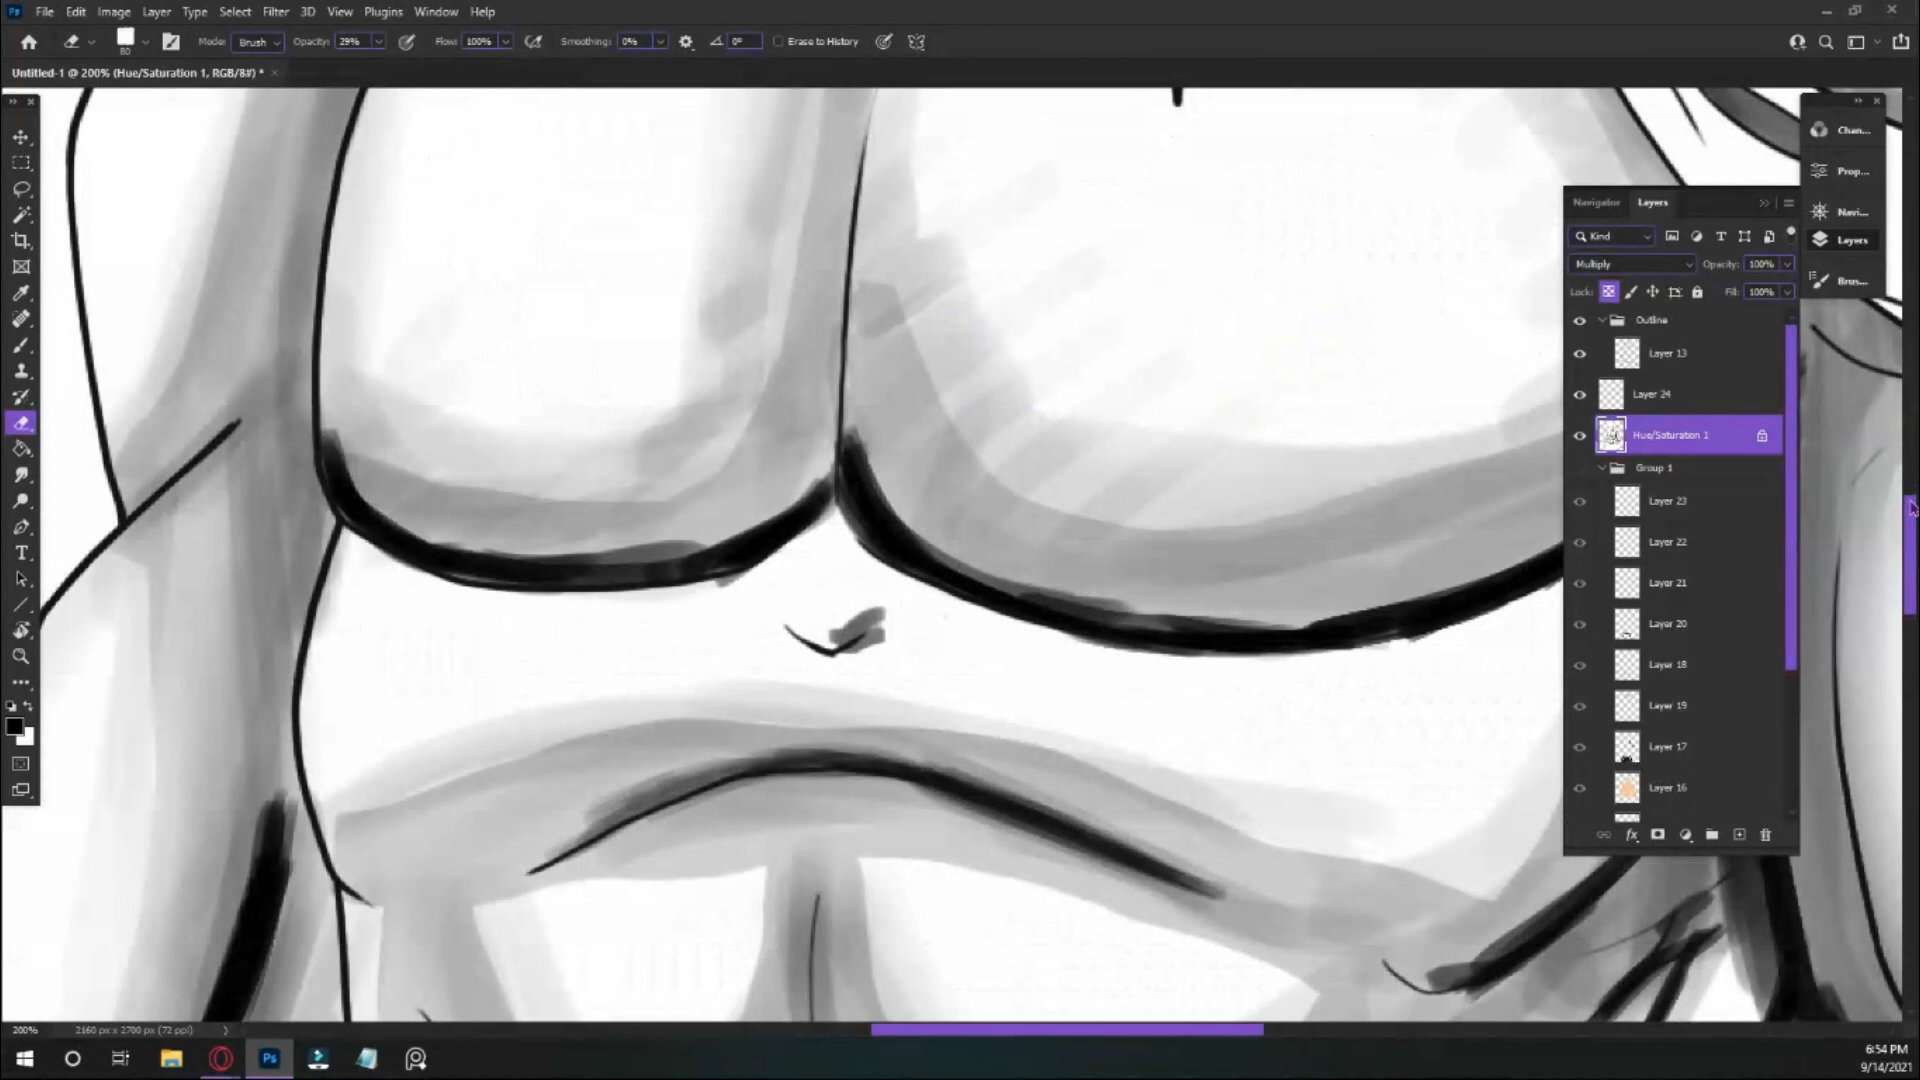 Ps File Edit Image Layer Type Select Filter 3D View Plugins Window Help
80 Mode: Brush Opacity: 29% Flow: 100% Smoothing: 0% 0° Erase to History
Untitled-1 @ 200% (Hue/Saturation 1, RGB/8#) *
Chan...
Prop...
Navi...
Layers
Brus...
Navigator Layers
Kind
Multiply Opacity: 100%
Lock: Fill: 100%
Outline
Layer 13
Layer 24
Hue/Saturation 1
Group 1
Layer 23
Layer 22
Layer 21
Layer 20
Layer 18
Layer 19
Layer 17
Layer 16
fx
200% 2160 px x 2700 px (72 ppi)
Ps
6:54 PM
9/14/2021